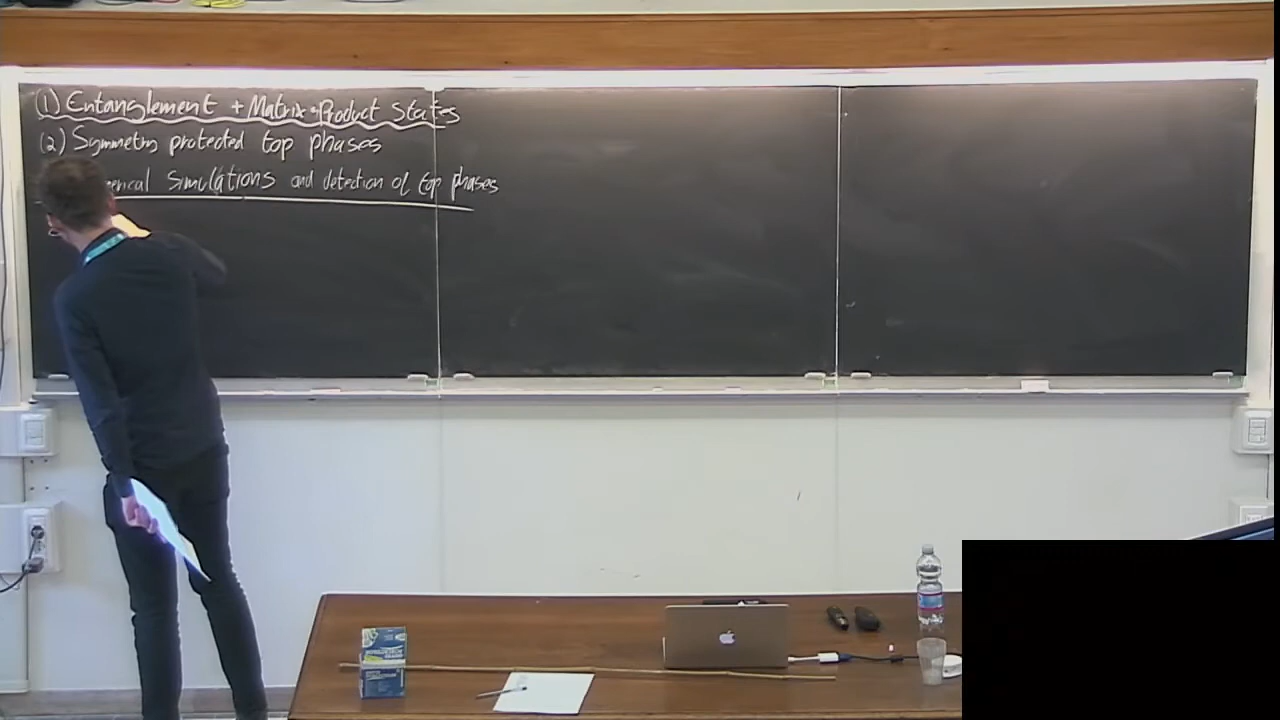 (1) Entanglement + Matrix-Product States
(2) Symmetry protected top phases
simulations and detection of top phases